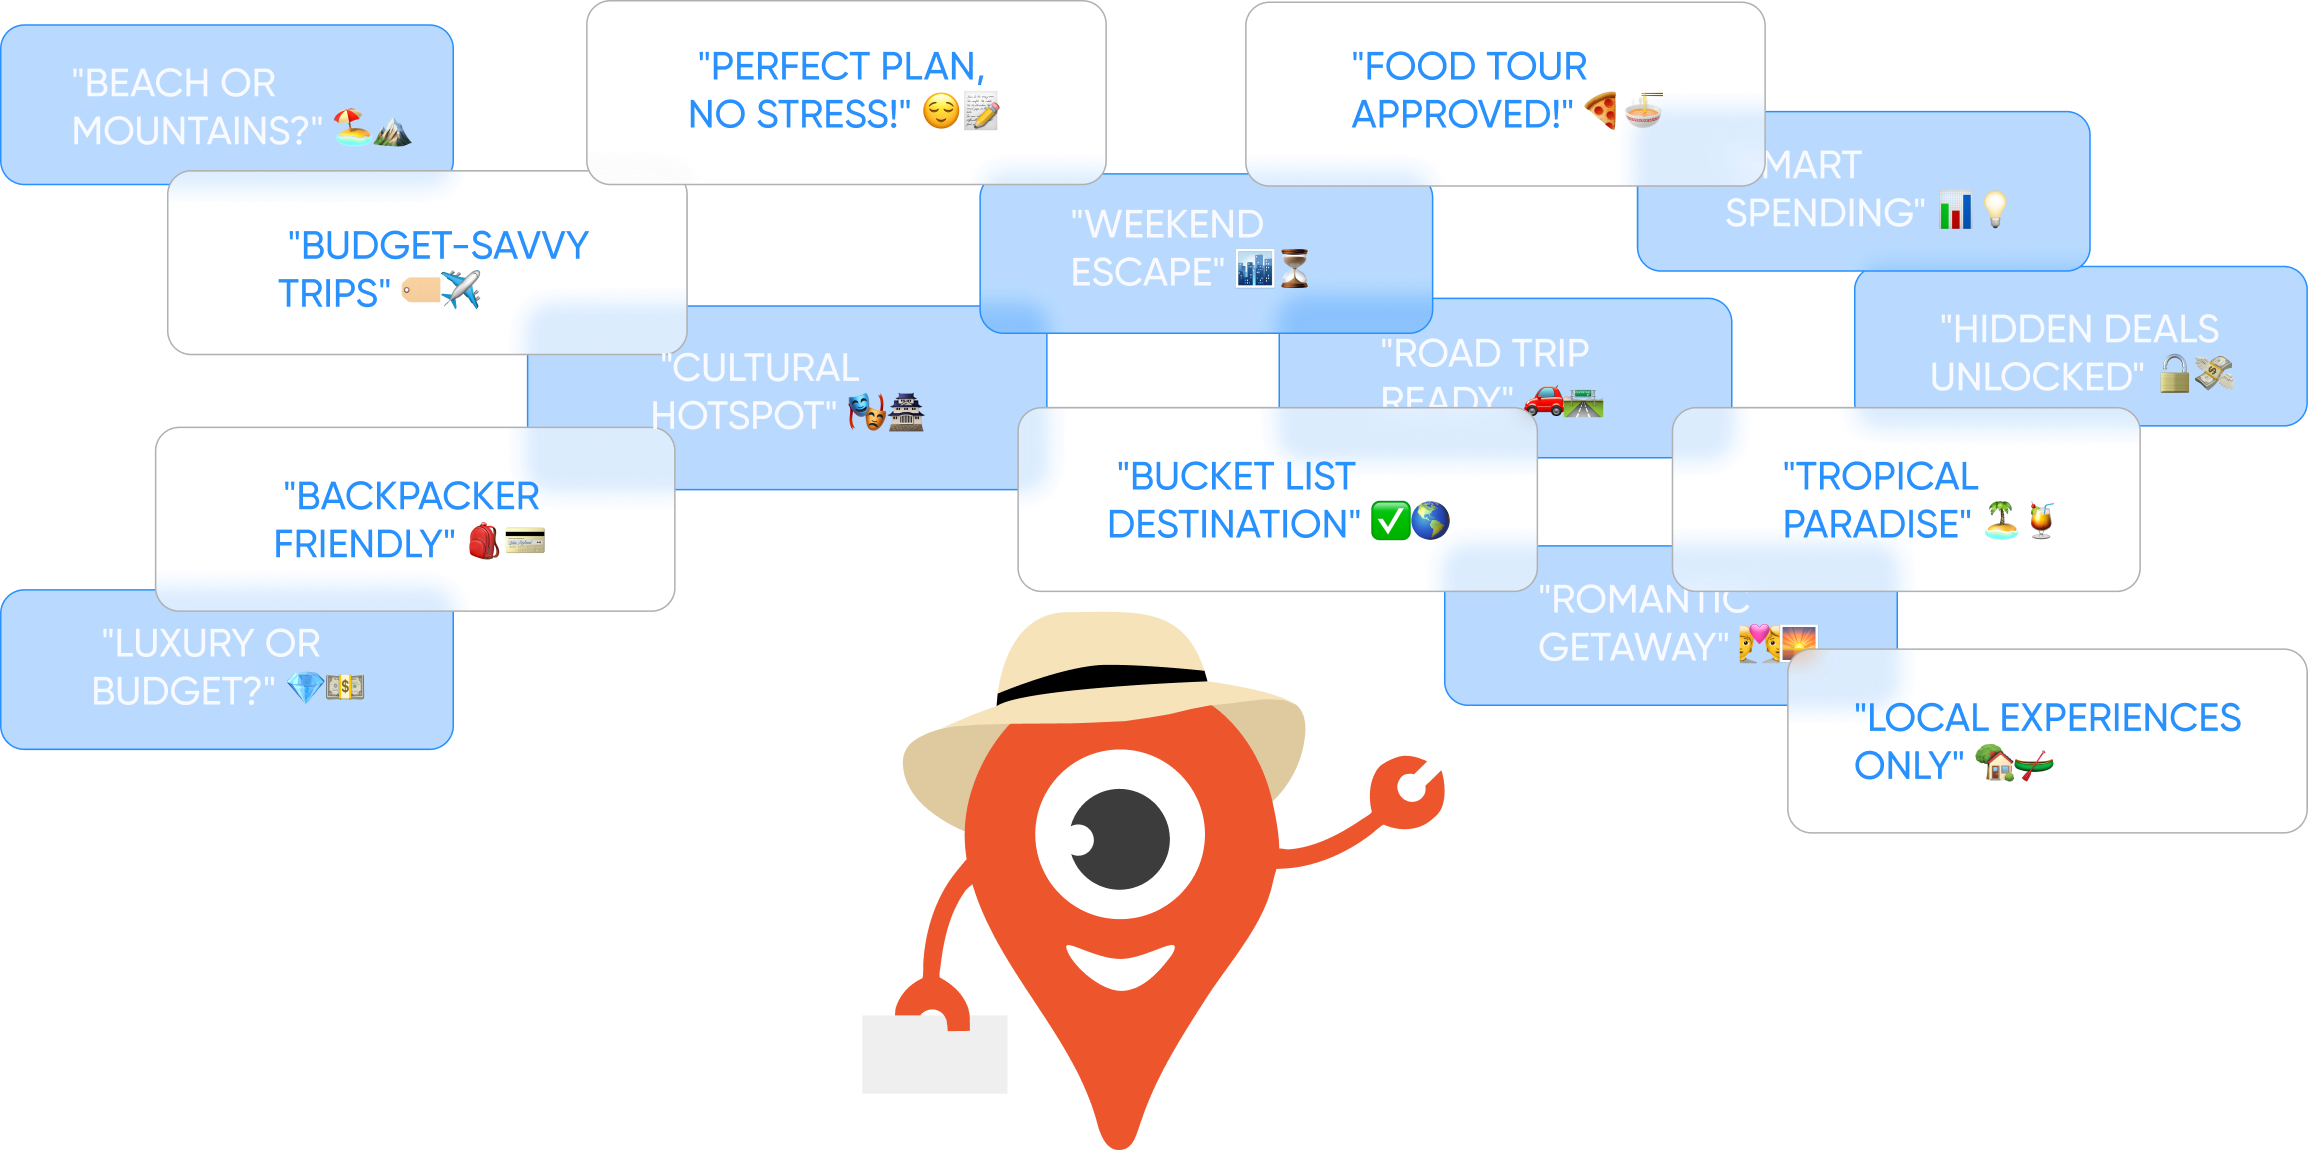 "BEACH OR
MOUNTAINS?" 🏖️⛰️
"PERFECT PLAN,
NO STRESS!" 😌📝
"FOOD TOUR
APPROVED!" 🍕🍜
MART
SPENDING" 📊💡
"BUDGET-SAVVY
TRIPS" 🏷️✈️
"WEEKEND
ESCAPE" 🏙️⏳
"HIDDEN DEALS
UNLOCKED" 🔓💸
"CULTURAL
HOTSPOT" 🎭🏯
"ROAD TRIP
READY" 🚗🛣️
"BACKPACKER
FRIENDLY" 🎒💳
"BUCKET LIST
DESTINATION" ✅🌎
"TROPICAL
PARADISE" 🏝️🍹
"LUXURY OR
BUDGET?" 💎💵
"ROMANTIC
GETAWAY" 💑🌅
"LOCAL EXPERIENCES
ONLY" 🏡🛶